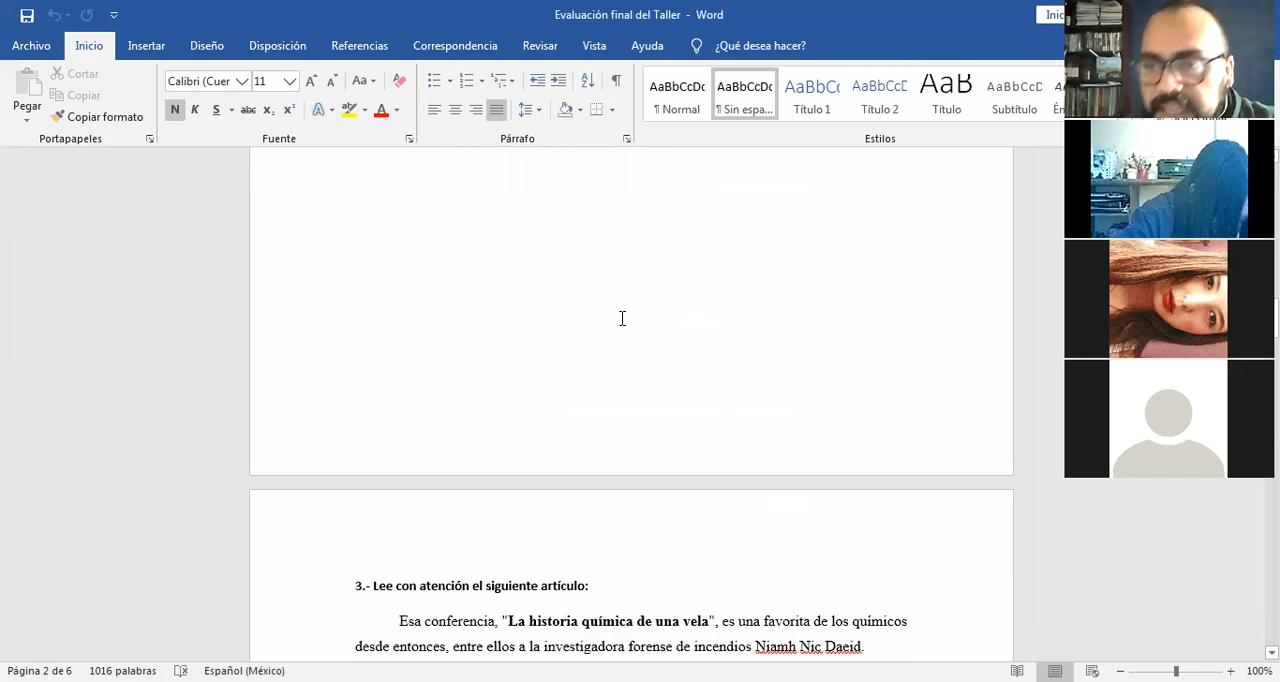 Evaluación final del Taller - Word
Inic
Archivo Inicio Insertar Diseño Disposición Referencias Correspondencia Revisar Vista Ayuda ¿Qué desea hacer?
Pegar
Cortar
Copiar
Copiar formato
Portapapeles
Calibri (Cuer 11
Aa
N K S abc x₂ x²
A A
Fuente
Párrafo
AaBbCcDc AaBbCcDc AaBbCc AaBbCcD AaB AaBbCcD
¶ Normal ¶ Sin espa... Título 1 Título 2 Título Subtítulo
Estilos
3.- Lee con atención el siguiente artículo:
Esa conferencia, "La historia química de una vela", es una favorita de los químicos
desde entonces, entre ellos a la investigadora forense de incendios Niamh Nic Daeid.
Página 2 de 6 1016 palabras Español (México) 100%